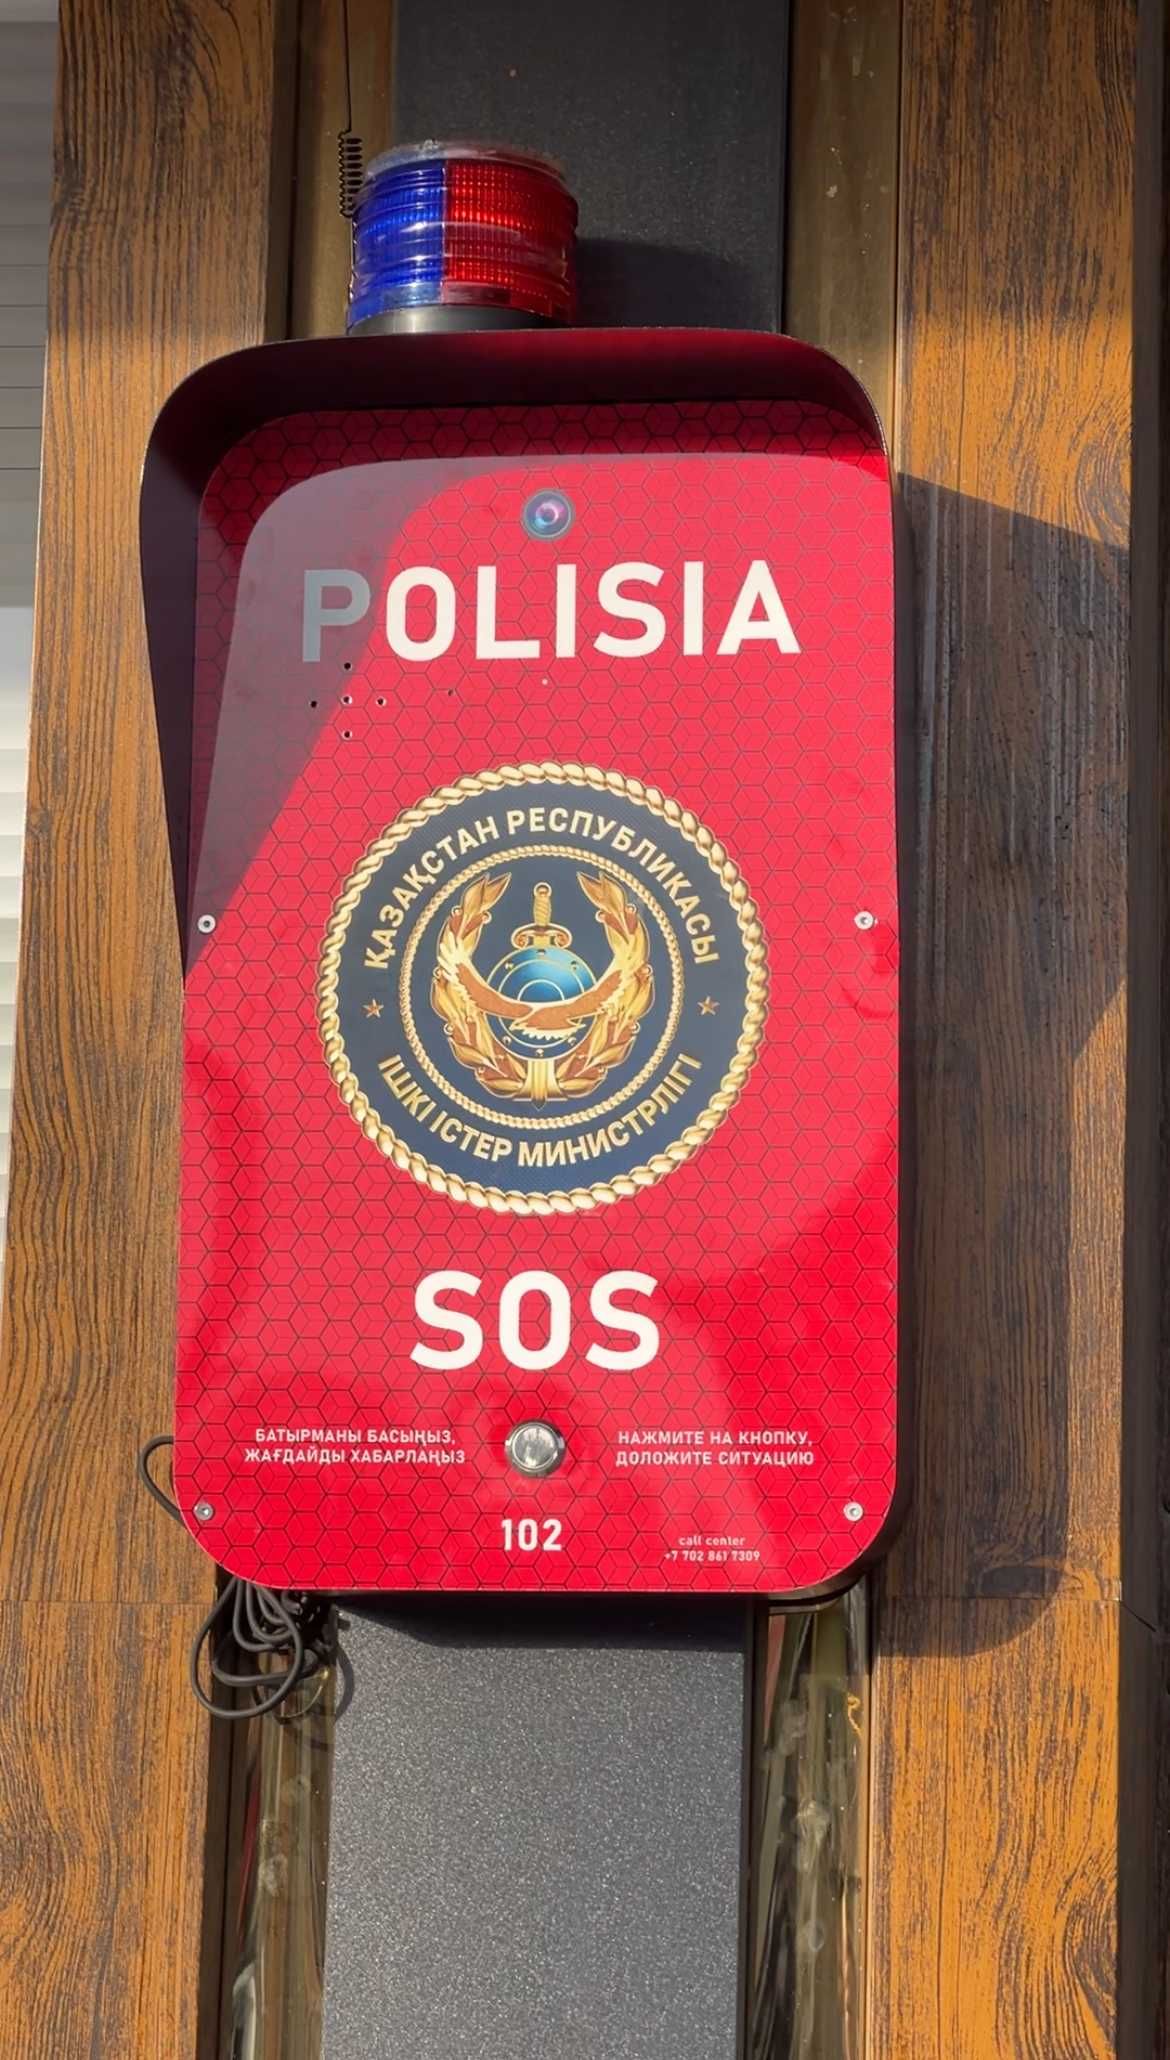 POLISIA
ҚАЗАҚСТАН РЕСПУБЛИКАСЫ
ІШКІ ІСТЕР МИНИСТРЛІГІ
SOS
БАТЫРМАНЫ БАСЫҢЫЗ,
ЖАҒДАЙДЫ ХАБАРЛАҢЫЗ
НАЖМИТЕ НА КНОПКУ,
ДОЛОЖИТЕ СИТУАЦИЮ
102
call center
+7 702 861 7309